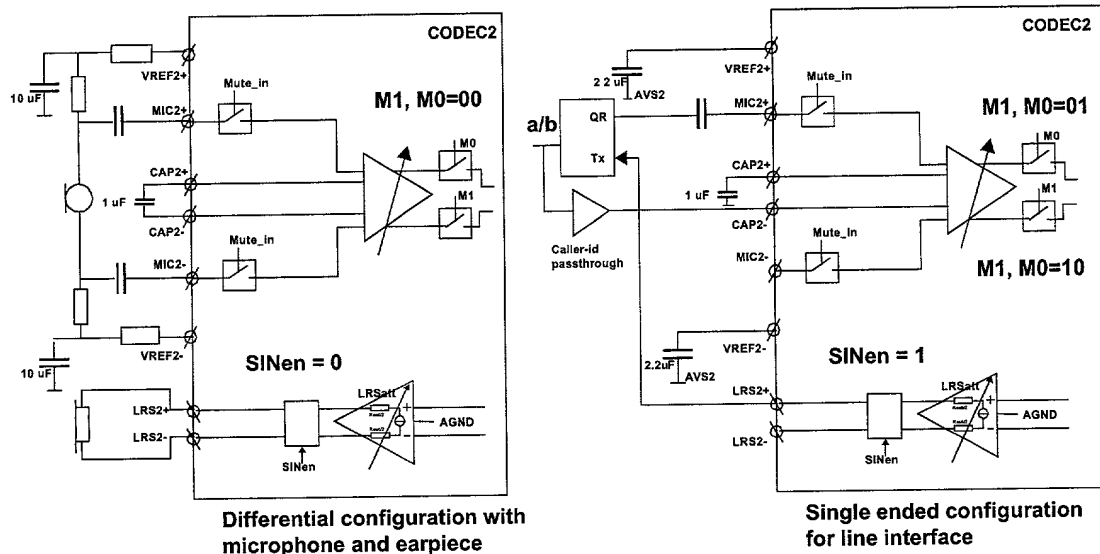 CODEC2
VREF2+
10 uF
Mute_in
MIC2+
M1, M0=00
M0
CAP2+
1 uF
M1
CAP2-
Mute_in
MIC2-
VREF2-
10 uF
SINen = 0
LRSatt
LRS2+
AGND
LRS2-
SINen
Differential configuration with
microphone and earpiece
CODEC2
VREF2+
2.2 uF
AVS2
Mute_in
MIC2+
M1, M0=01
a/b
QR
M0
Tx
CAP2+
1 uF
M1
CAP2-
Caller-id
passthrough
Mute_in
MIC2-
M1, M0=10
VREF2-
2.2uF
AVS2
SINen = 1
LRS2+
LRSatt
AGND
LRS2-
SINen
Single ended configuration
for line interface